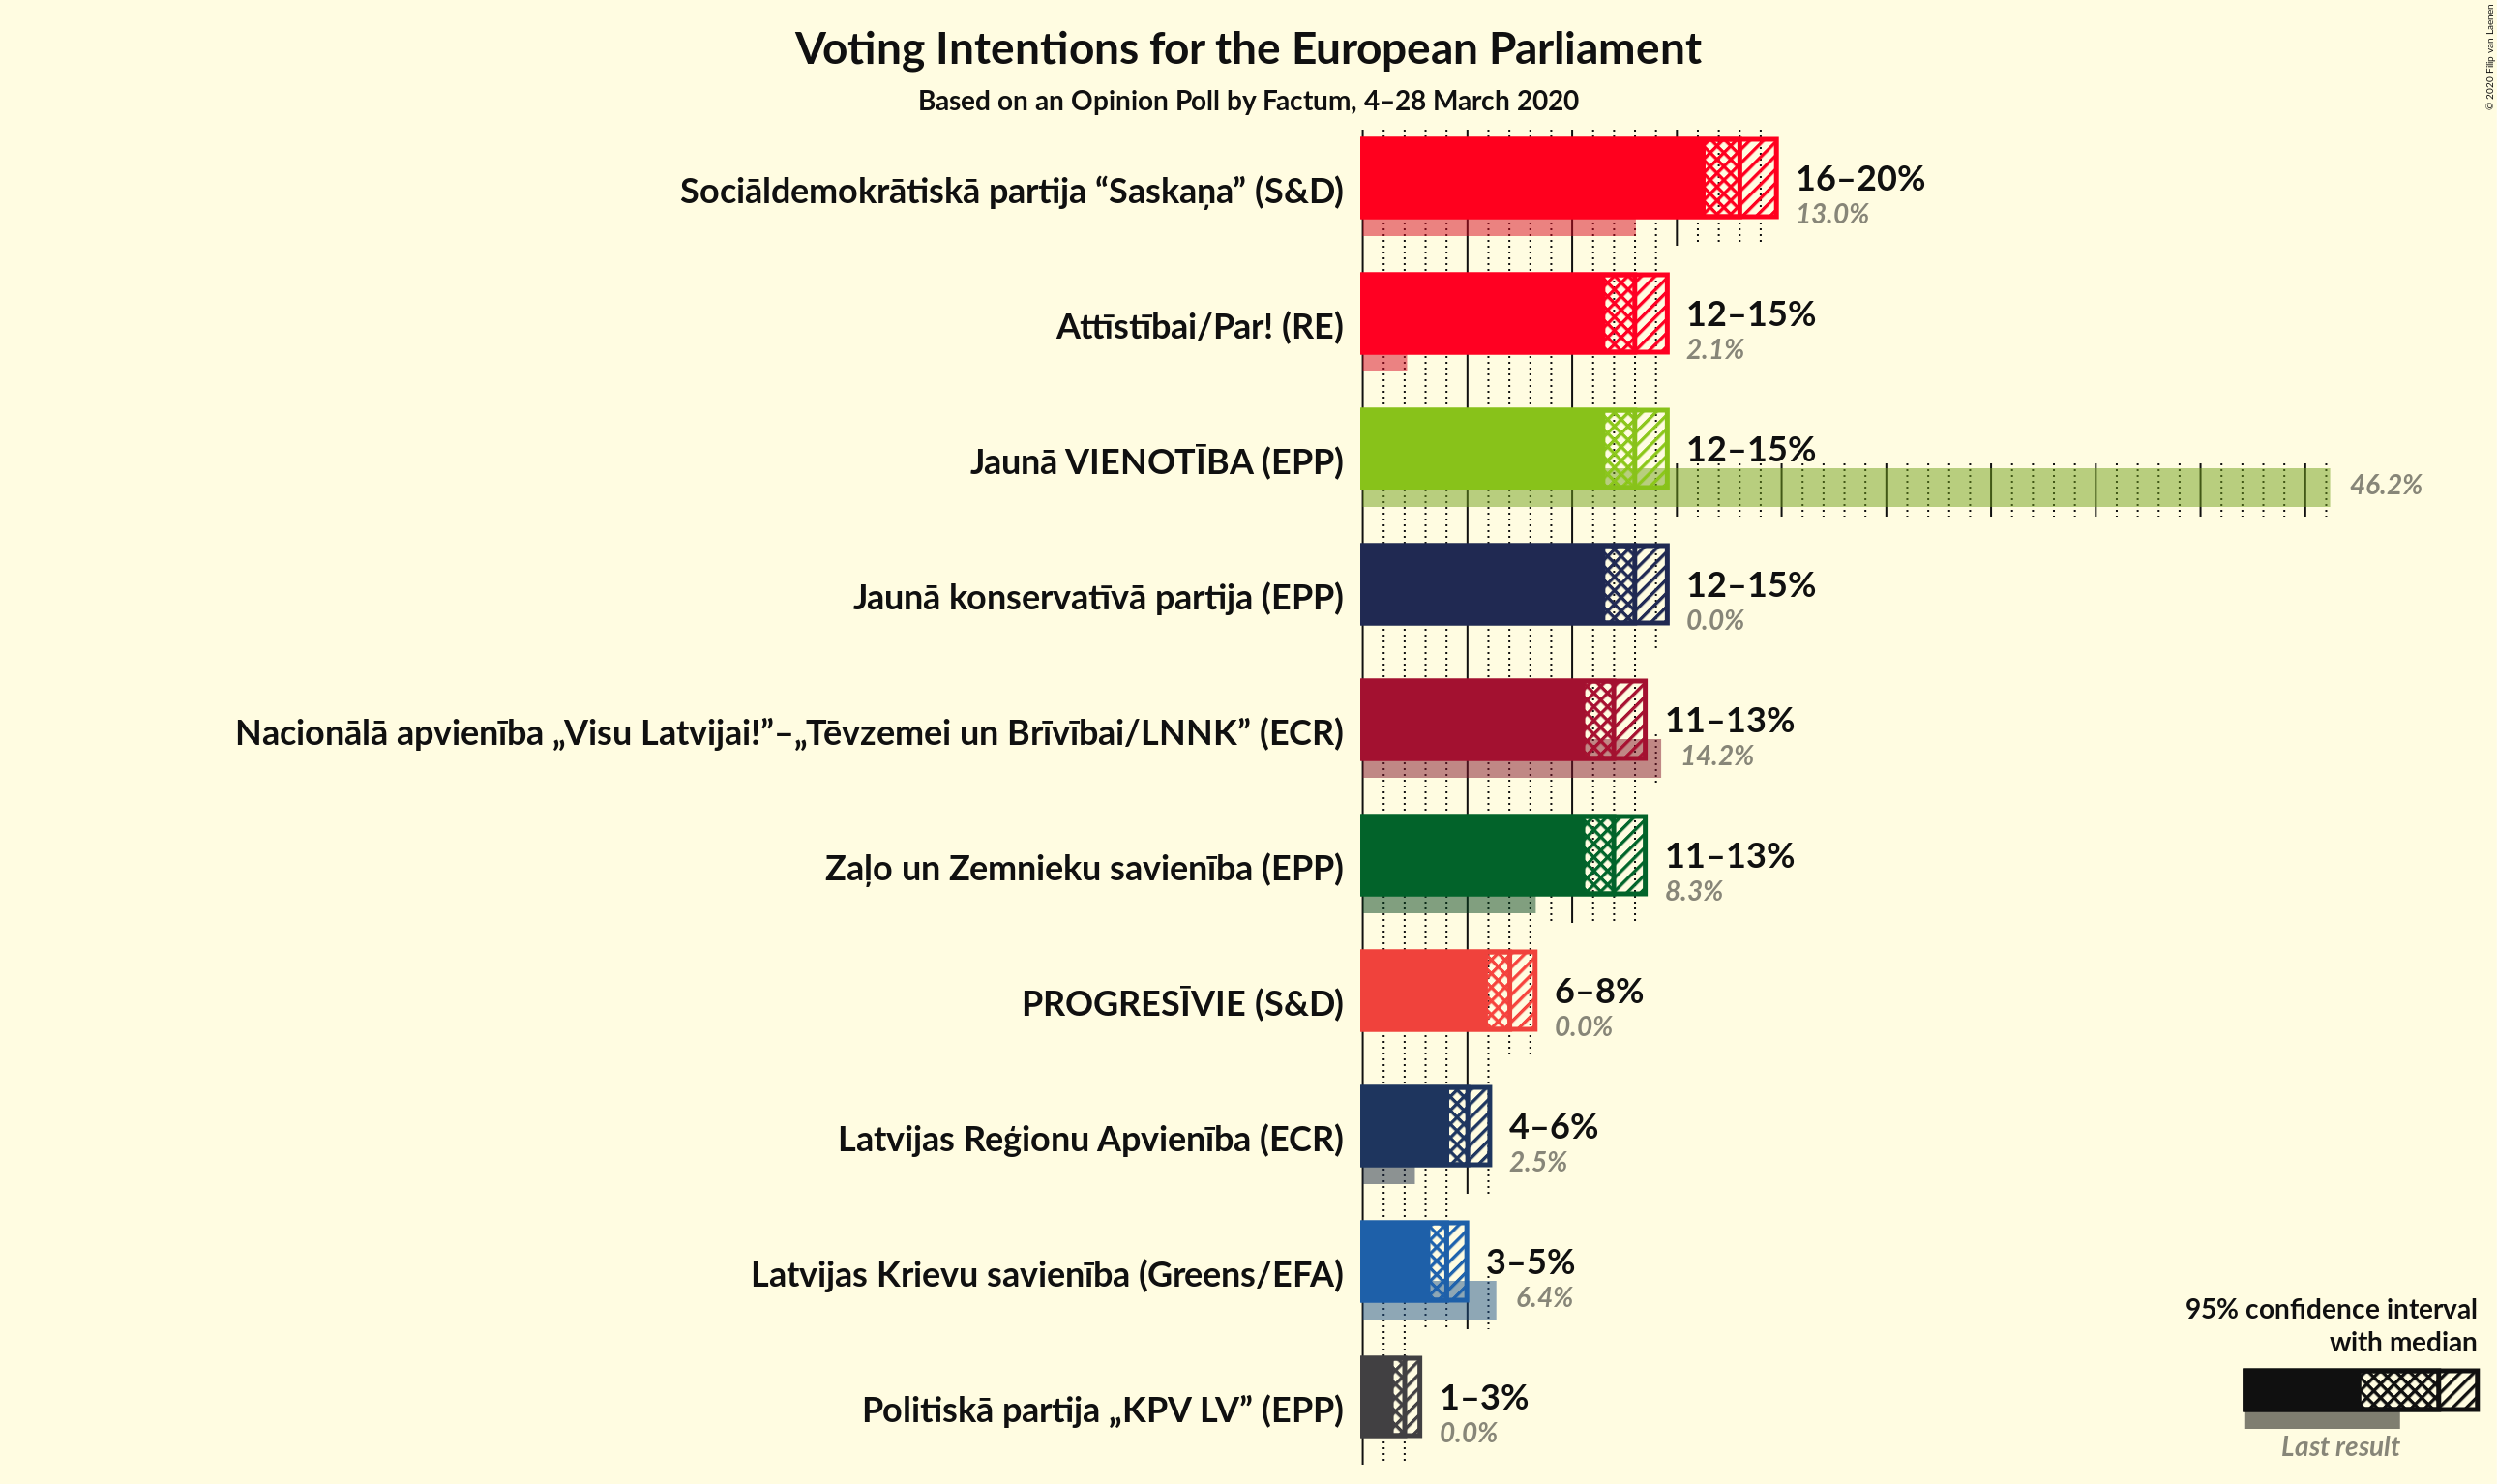 Voting Intentions for the European Parliament
Based on an Opinion Poll by Factum, 4–28 March 2020
© 2020 Filip van Laenen
Sociāldemokrātiskā partija “Saskaņa” (S&D)
16–20%
13.0%
Attīstībai/Par! (RE)
12–15%
2.1%
Jaunā VIENOTĪBA (EPP)
12–15%
46.2%
Jaunā konservatīvā partija (EPP)
12–15%
0.0%
Nacionālā apvienība „Visu Latvijai!”–„Tēvzemei un Brīvībai/LNNK” (ECR)
11–13%
14.2%
Zaļo un Zemnieku savienība (EPP)
11–13%
8.3%
PROGRESĪVIE (S&D)
6–8%
0.0%
Latvijas Reģionu Apvienība (ECR)
4–6%
2.5%
Latvijas Krievu savienība (Greens/EFA)
3–5%
6.4%
Politiskā partija „KPV LV” (EPP)
1–3%
0.0%
95% confidence interval
with median
Last result